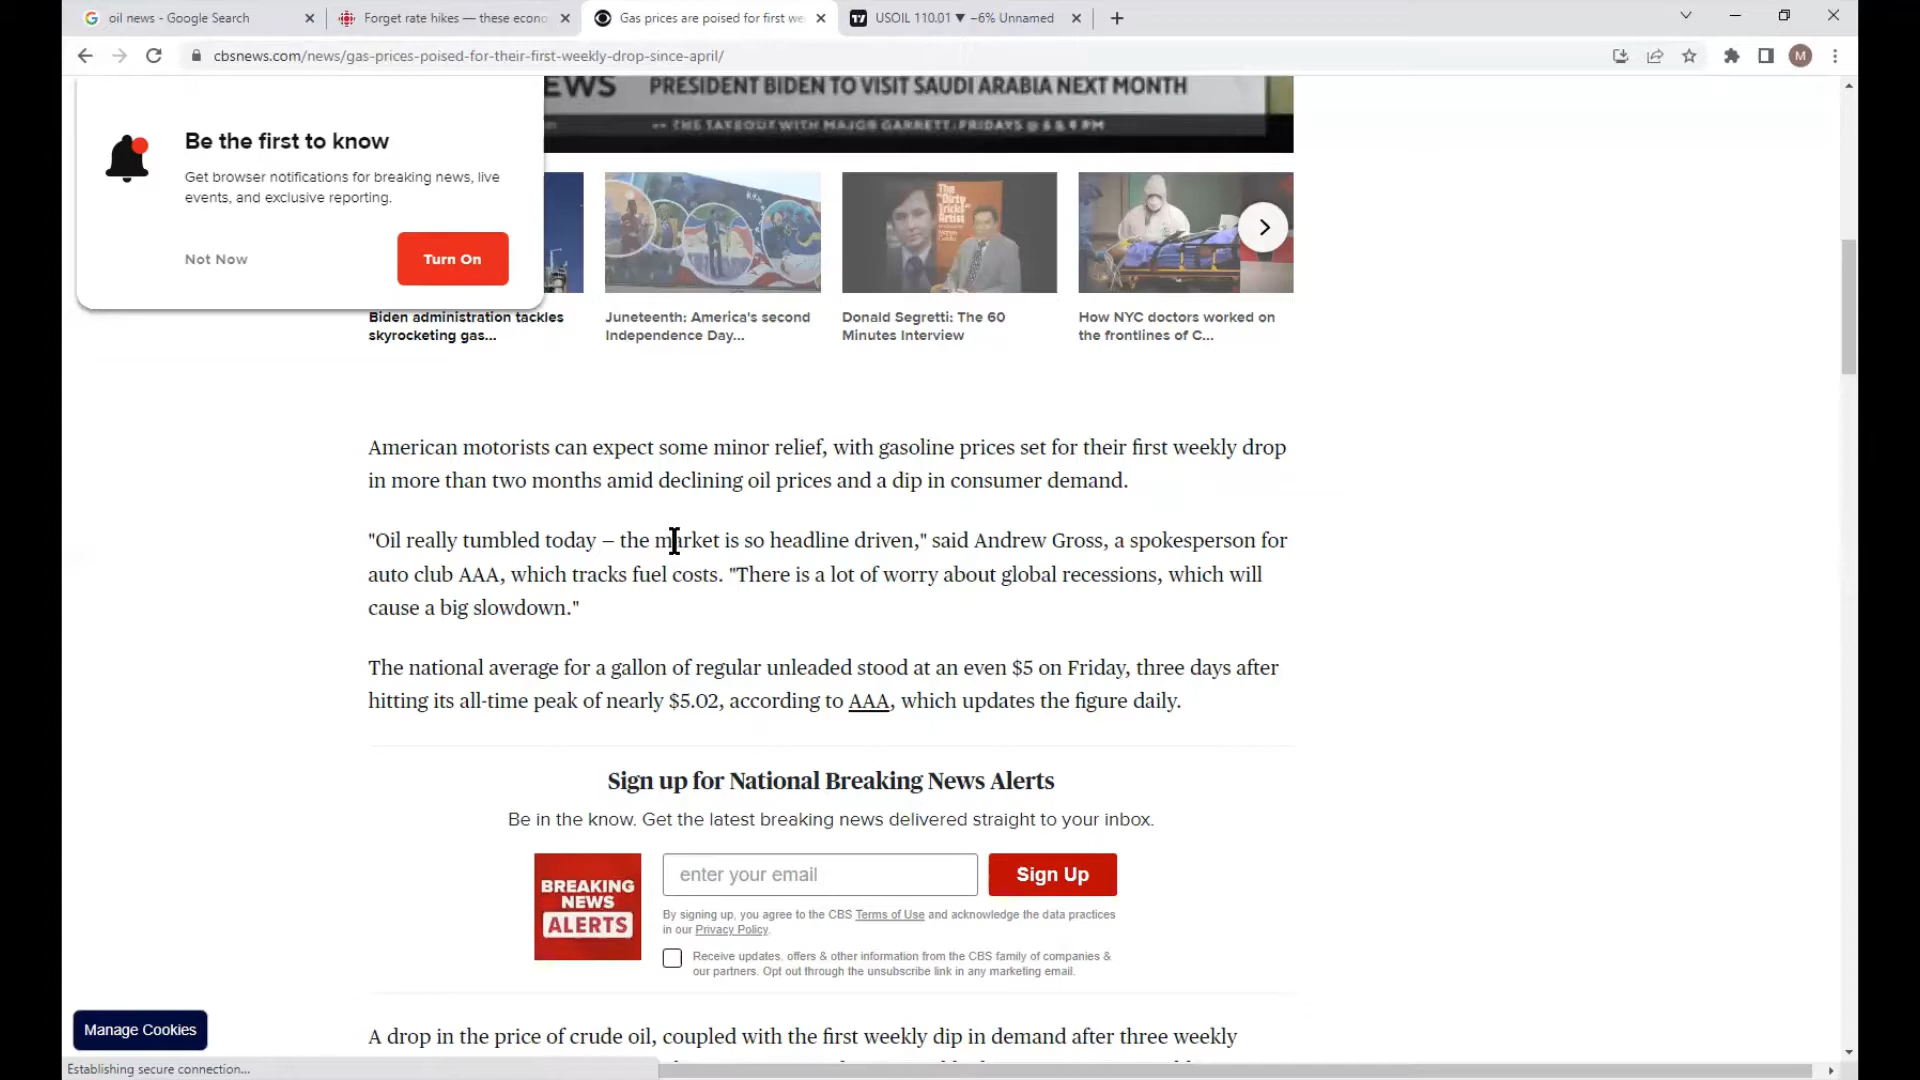 oil news - Google Search
Forget rate hikes — these econo
Gas prices are poised for first we
USOIL 110.01 ▼ −6% Unnamed
cbsnews.com/news/gas-prices-poised-for-their-first-weekly-drop-since-april/
M
EWS PRESIDENT BIDEN TO VISIT SAUDI ARABIA NEXT MONTH
THE TAKEOUT WITH MAJOR GARRETT: FRIDAYS @
Be the first to know
Get browser notifications for breaking news, live
events, and exclusive reporting.
Not Now
Turn On
The
"Dirty
Tricks"
Artist
Biden administration tackles
skyrocketing gas...
Juneteenth: America's second
Independence Day...
Donald Segretti: The 60
Minutes Interview
How NYC doctors worked on
the frontlines of C...
American motorists can expect some minor relief, with gasoline prices set for their first weekly drop
in more than two months amid declining oil prices and a dip in consumer demand.
"Oil really tumbled today – the market is so headline driven," said Andrew Gross, a spokesperson for
auto club AAA, which tracks fuel costs. "There is a lot of worry about global recessions, which will
cause a big slowdown."
The national average for a gallon of regular unleaded stood at an even $5 on Friday, three days after
hitting its all-time peak of nearly $5.02, according to AAA, which updates the figure daily.
Sign up for National Breaking News Alerts
Be in the know. Get the latest breaking news delivered straight to your inbox.
BREAKING
NEWS
ALERTS
enter your email
Sign Up
By signing up, you agree to the CBS Terms of Use and acknowledge the data practices
in our Privacy Policy.
Receive updates, offers & other information from the CBS family of companies &
our partners. Opt out through the unsubscribe link in any marketing email.
A drop in the price of crude oil, coupled with the first weekly dip in demand after three weekly
Manage Cookies
Establishing secure connection...